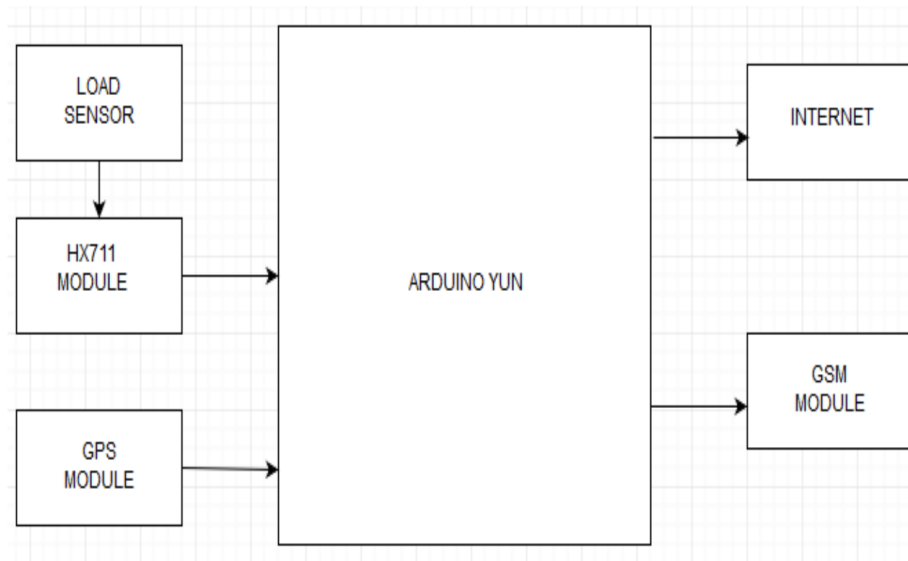 LOAD
SENSOR
HX711
MODULE
GPS
MODULE
ARDUINO YUN
INTERNET
GSM
MODULE